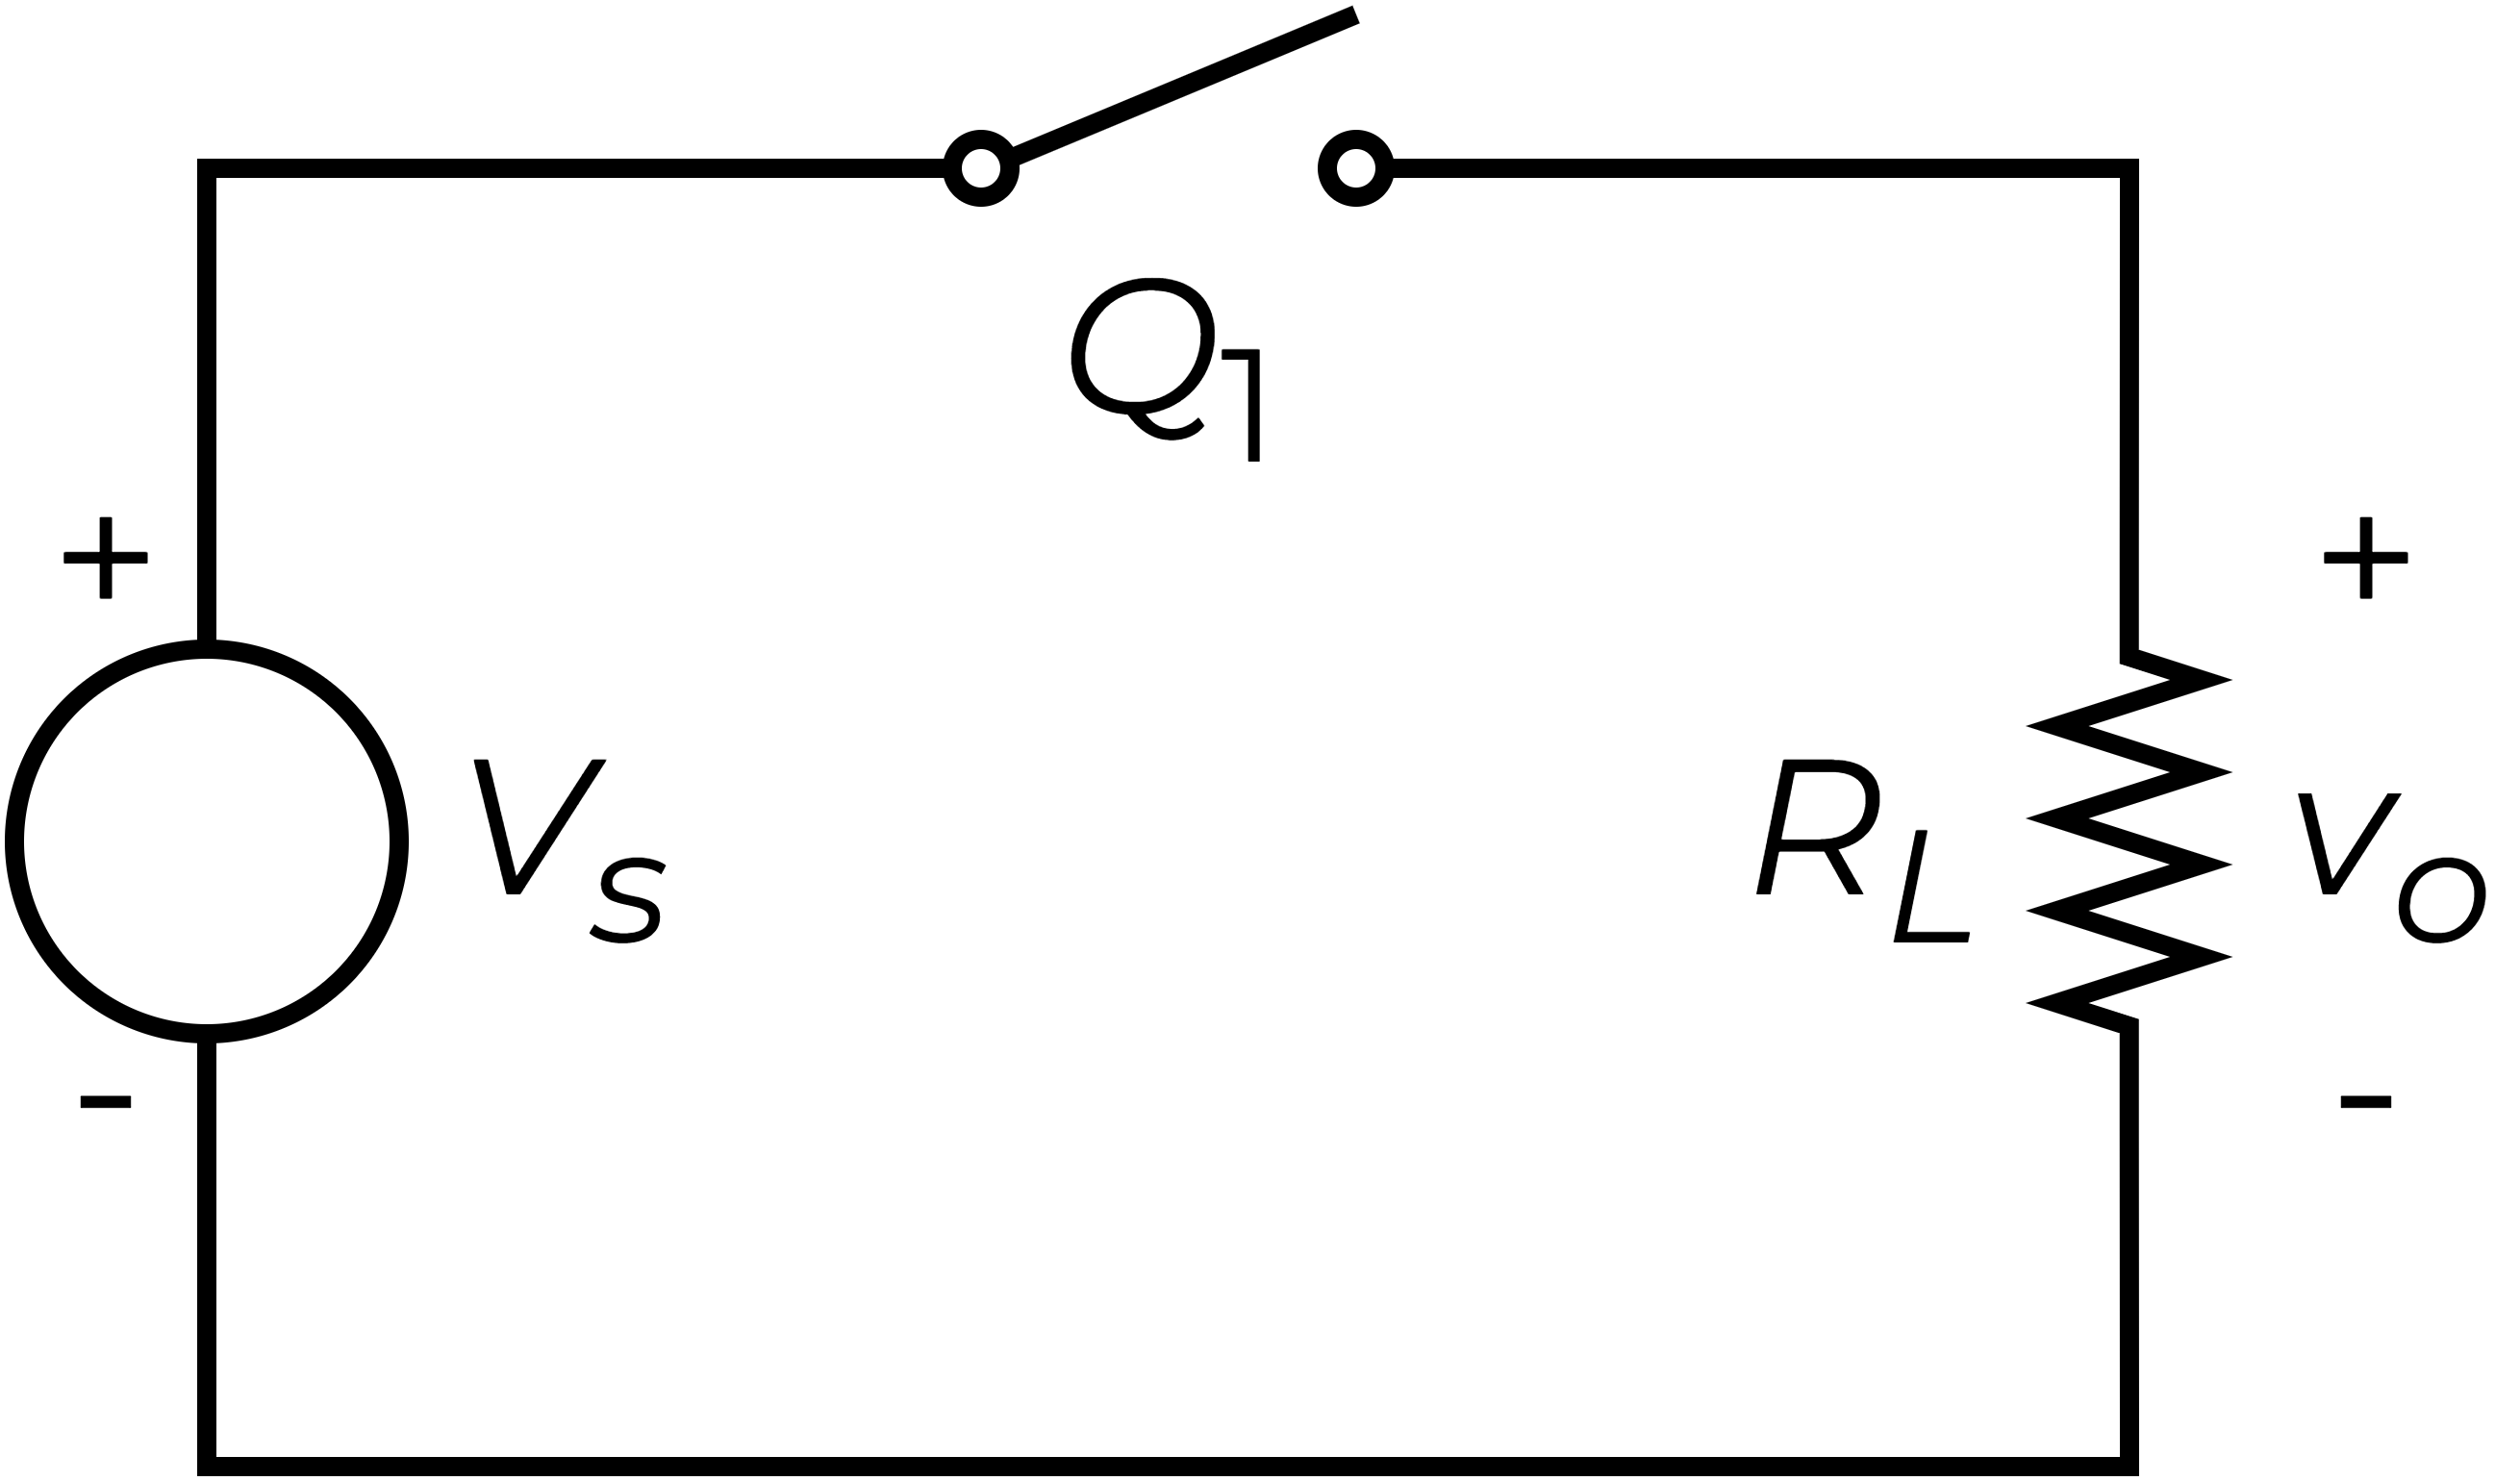 Q1
+
+
VS
RL
vO
-
-